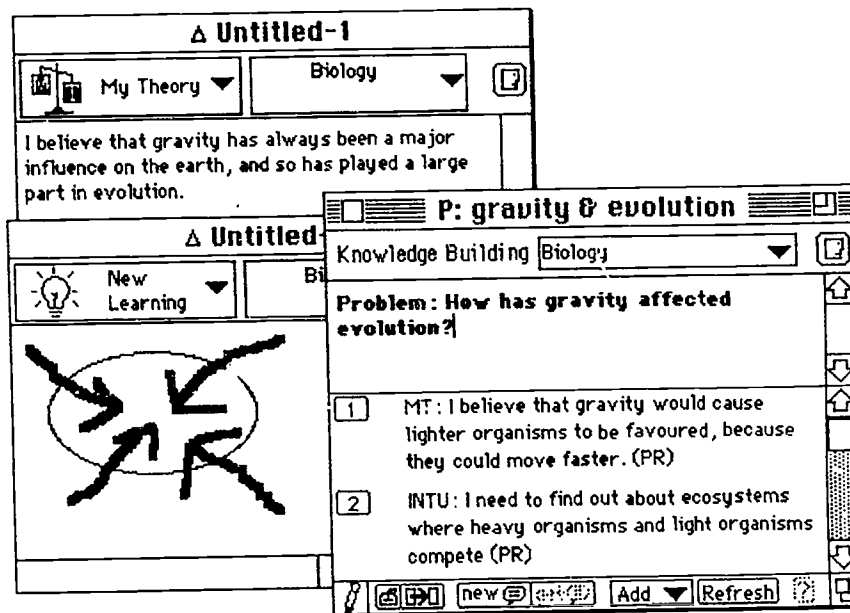 Δ Untitled-1
My Theory
Biology
I believe that gravity has always been a major
influence on the earth, and so has played a large
part in evolution.
Δ Untitled-
New
Learning
Bi
P: gravity & evolution
Knowledge Building
Biology
Problem: How has gravity affected
evolution?
1
MT: I believe that gravity would cause
lighter organisms to be favoured, because
they could move faster. (PR)
2
INTU: I need to find out about ecosystems
where heavy organisms and light organisms
compete (PR)
new
Add
Refresh
?